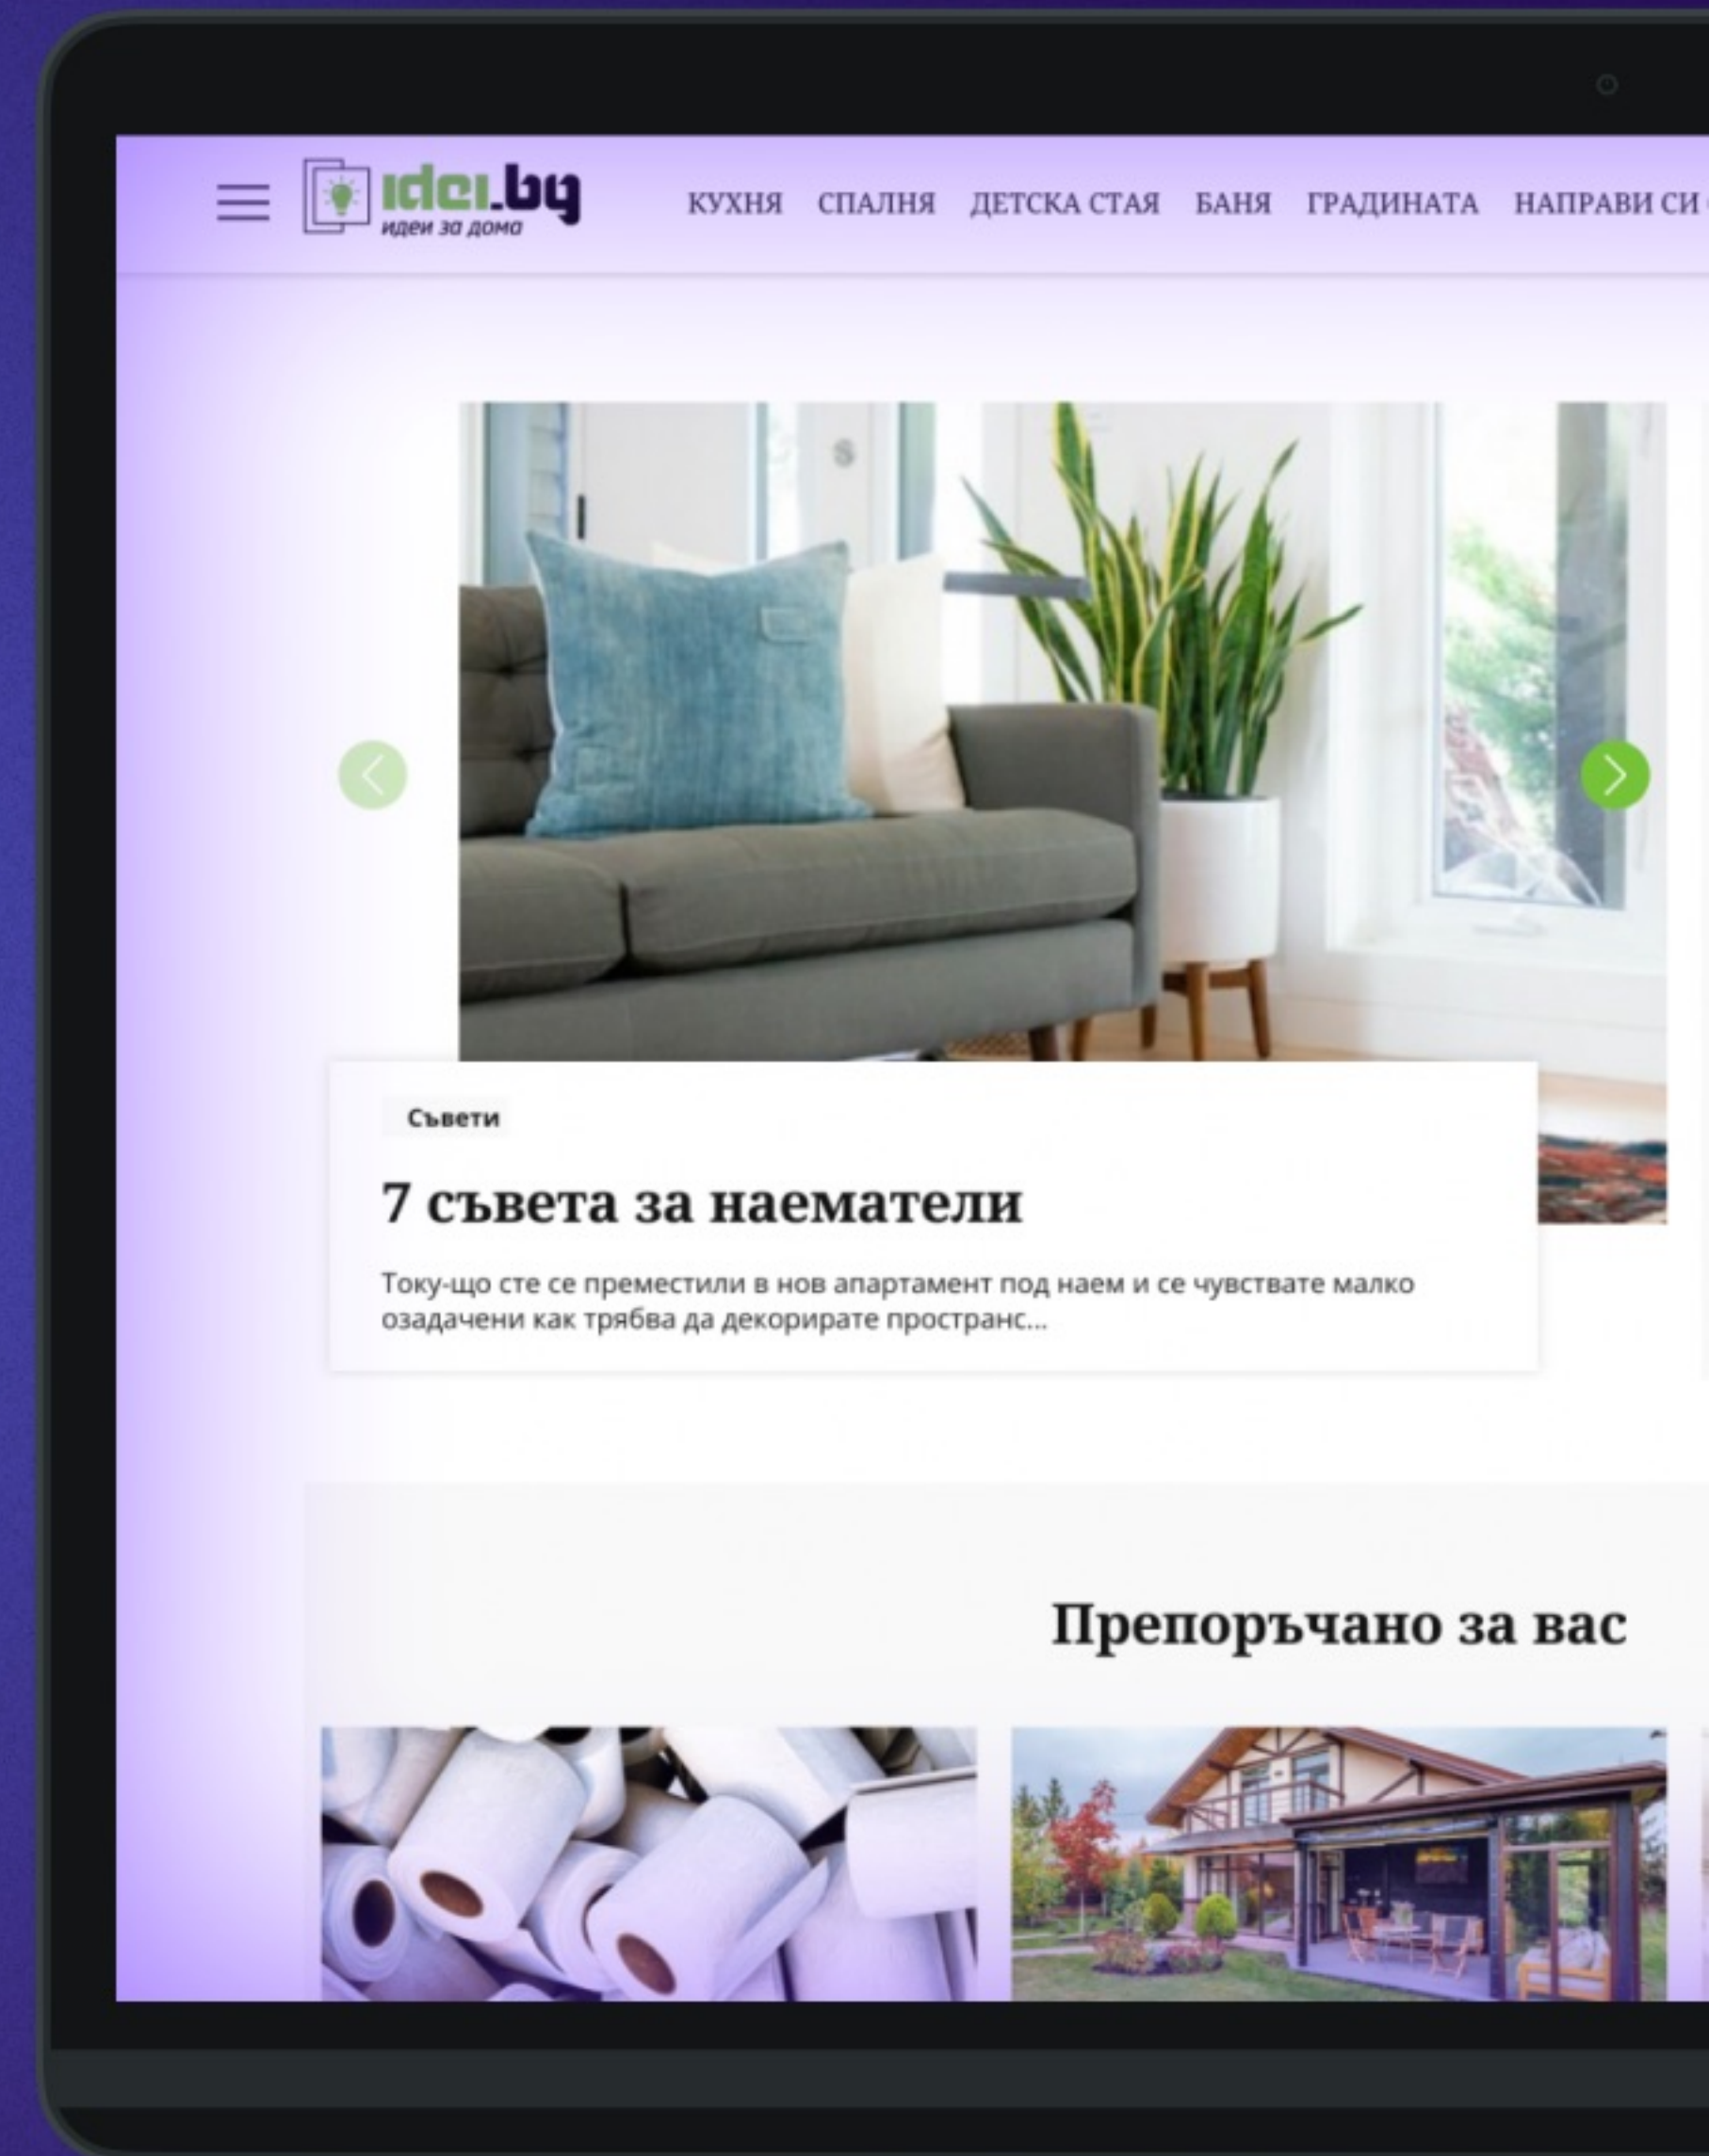 idei.bg
идеи за дома
КУХНЯ СПАЛНЯ ДЕТСКА СТАЯ БАНЯ ГРАДИНАТА НАПРАВИ СИ
Съвети
7 съвета за наематели
Току-що сте се преместили в нов апартамент под наем и се чувствате малко
озадачени как трябва да декорирате пространс...
Препоръчано за вас